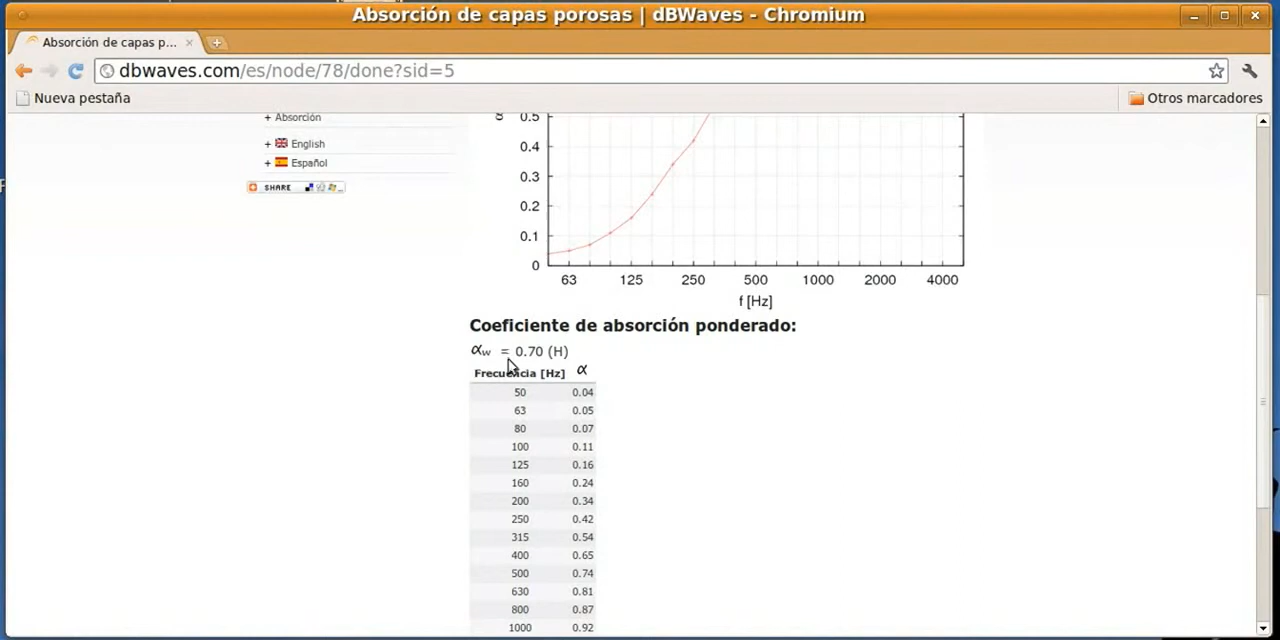 Absorción de capas porosas | dBWaves - Chromium
Absorción de capas p...
dbwaves.com/es/node/78/done?sid=5
Nueva pestaña
Otros marcadores
+ Absorción
+ English
+ Español
SHARE
α
0.5
0.4
0.3
0.2
0.1
0
63 125 250 500 1000 2000 4000
f [Hz]
Coeficiente de absorción ponderado:
αw = 0.70 (H)
Frecuencia [Hz] α
50 0.04
63 0.05
80 0.07
100 0.11
125 0.16
160 0.24
200 0.34
250 0.42
315 0.54
400 0.65
500 0.74
630 0.81
800 0.87
1000 0.92